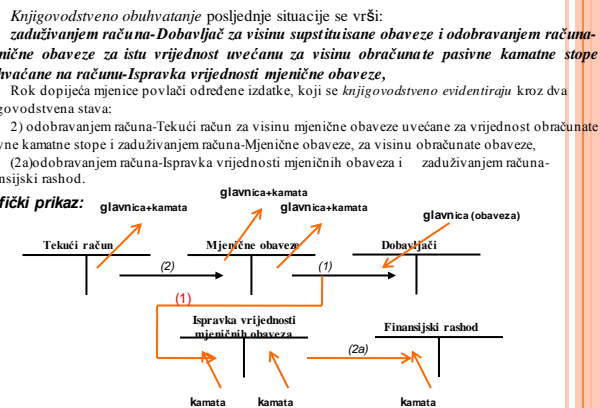 Knjigovodstveno obuhvatanje posljednje situacije se vrši:
zaduživanjem računa-Dobavljač za visinu supstituisane obaveze i odobravanjem računa-
nične obaveze za istu vrijednost uvećanu za visinu obračunate pasivne kamatne stope
hvaćane na računu-Ispravka vrijednosti mjenične obaveze,
Rok dopijeća mjenice povlači određene izdatke, koji se knjigovodstveno evidentiraju kroz dva
govodstvena stava:
2) odobravanjem računa-Tekući račun za visinu mjenične obaveze uvećane za vrijednost obračunate
vne kamatne stope i zaduživanjem računa-Mjenične obaveze, za visinu obračunate obaveze,
(2a)odobravanjem računa-Ispravka vrijednosti mjeničnih obaveza i zaduživanjem računa-
nsijski rashod.
fički prikaz:
glavnica+kamata
glavnica+kamata
glavnica+kamata
glavnica (obaveza)
Tekući račun
Mjenične obaveze
Dobavljači
(2)
(1)
(1)
Ispravka vrijednosti
mjeničnih obaveza
Finansijski rashod
(2a)
kamata
kamata
kamata